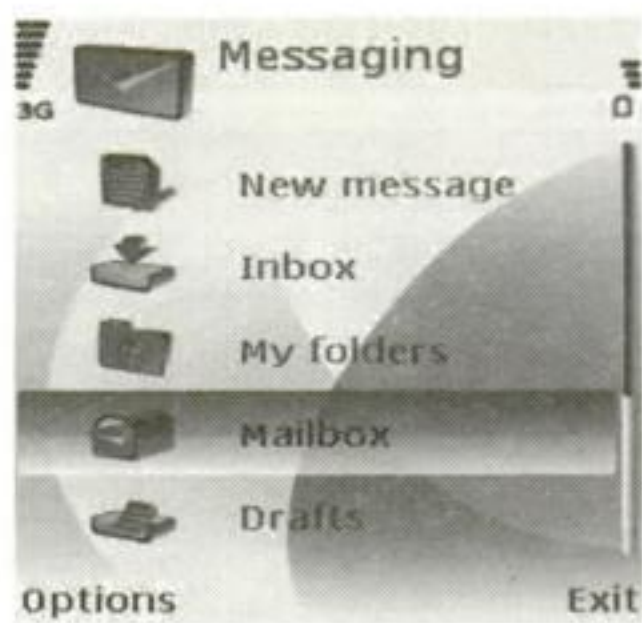 Messaging
3G
New message
Inbox
My folders
Mailbox
Drafts
Options Exit